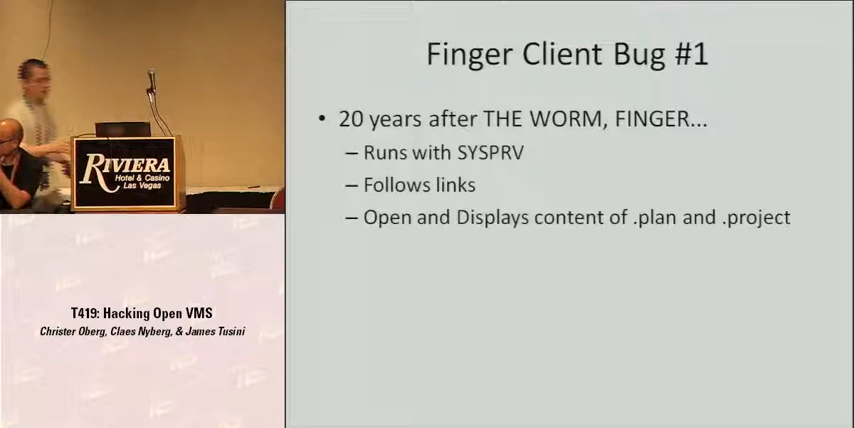 Finger Client Bug #1
• 20 years after THE WORM, FINGER...
– Runs with SYSPRV
– Follows links
– Open and Displays content of .plan and .project
RIVIERA
Hotel & Casino
Las Vegas
T419: Hacking Open VMS
Christer Oberg, Claes Nyberg, & James Tusini